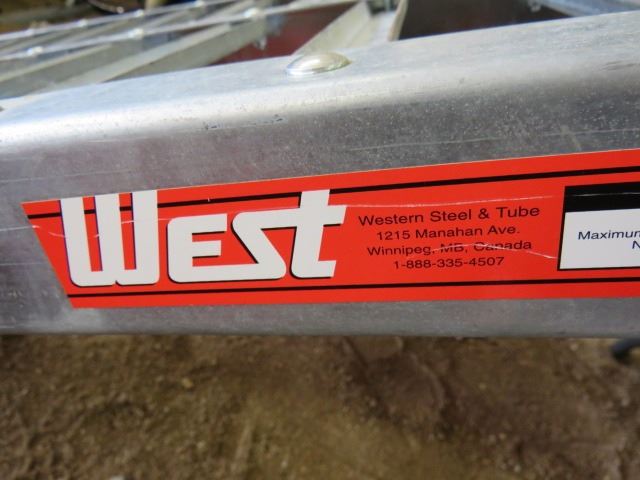 West
Western Steel & Tube
1215 Manahan Ave.
Winnipeg, MB, Canada
1-888-335-4507
Maximum
N